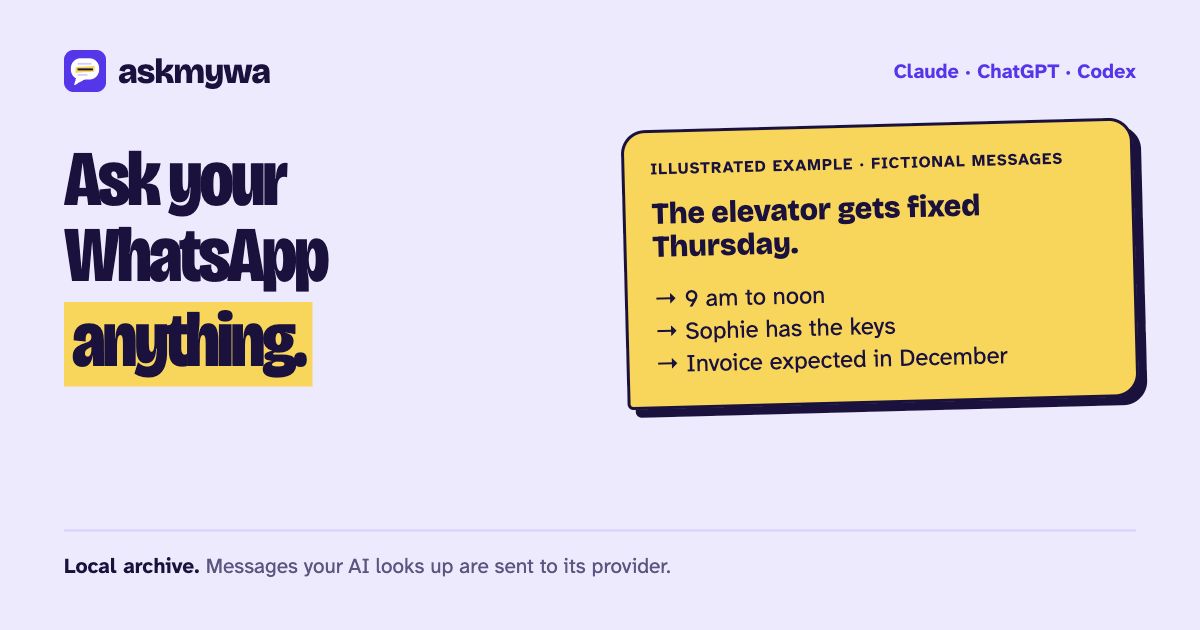 askmywa
Claude · ChatGPT · Codex
Ask your
WhatsApp
anything.
ILLUSTRATED EXAMPLE · FICTIONAL MESSAGES
The elevator gets fixed
Thursday.
→ 9 am to noon
→ Sophie has the keys
→ Invoice expected in December
Local archive. Messages your AI looks up are sent to its provider.